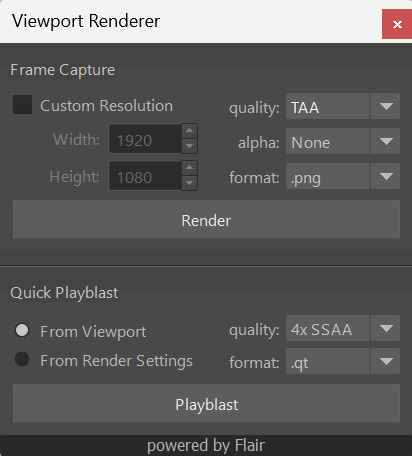 Viewport Renderer
x
Frame Capture
Custom Resolution quality: TAA
Width: 1920 alpha: None
Height: 1080 format: .png
Render
Quick Playblast
From Viewport quality: 4x SSAA
From Render Settings format: .qt
Playblast
powered by Flair